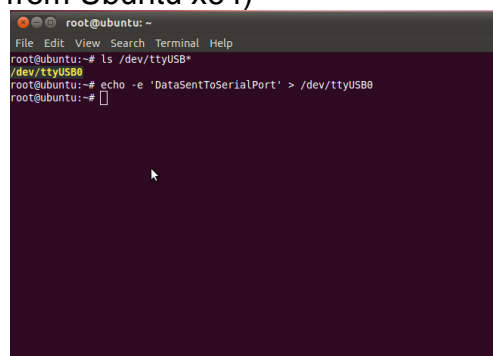 from Ubuntu x64)
root@ubuntu: ~
File Edit View Search Terminal Help
root@ubuntu:~# ls /dev/ttyUSB*
/dev/ttyUSB0
root@ubuntu:~# echo -e 'DataSentToSerialPort' > /dev/ttyUSB0
root@ubuntu:~#